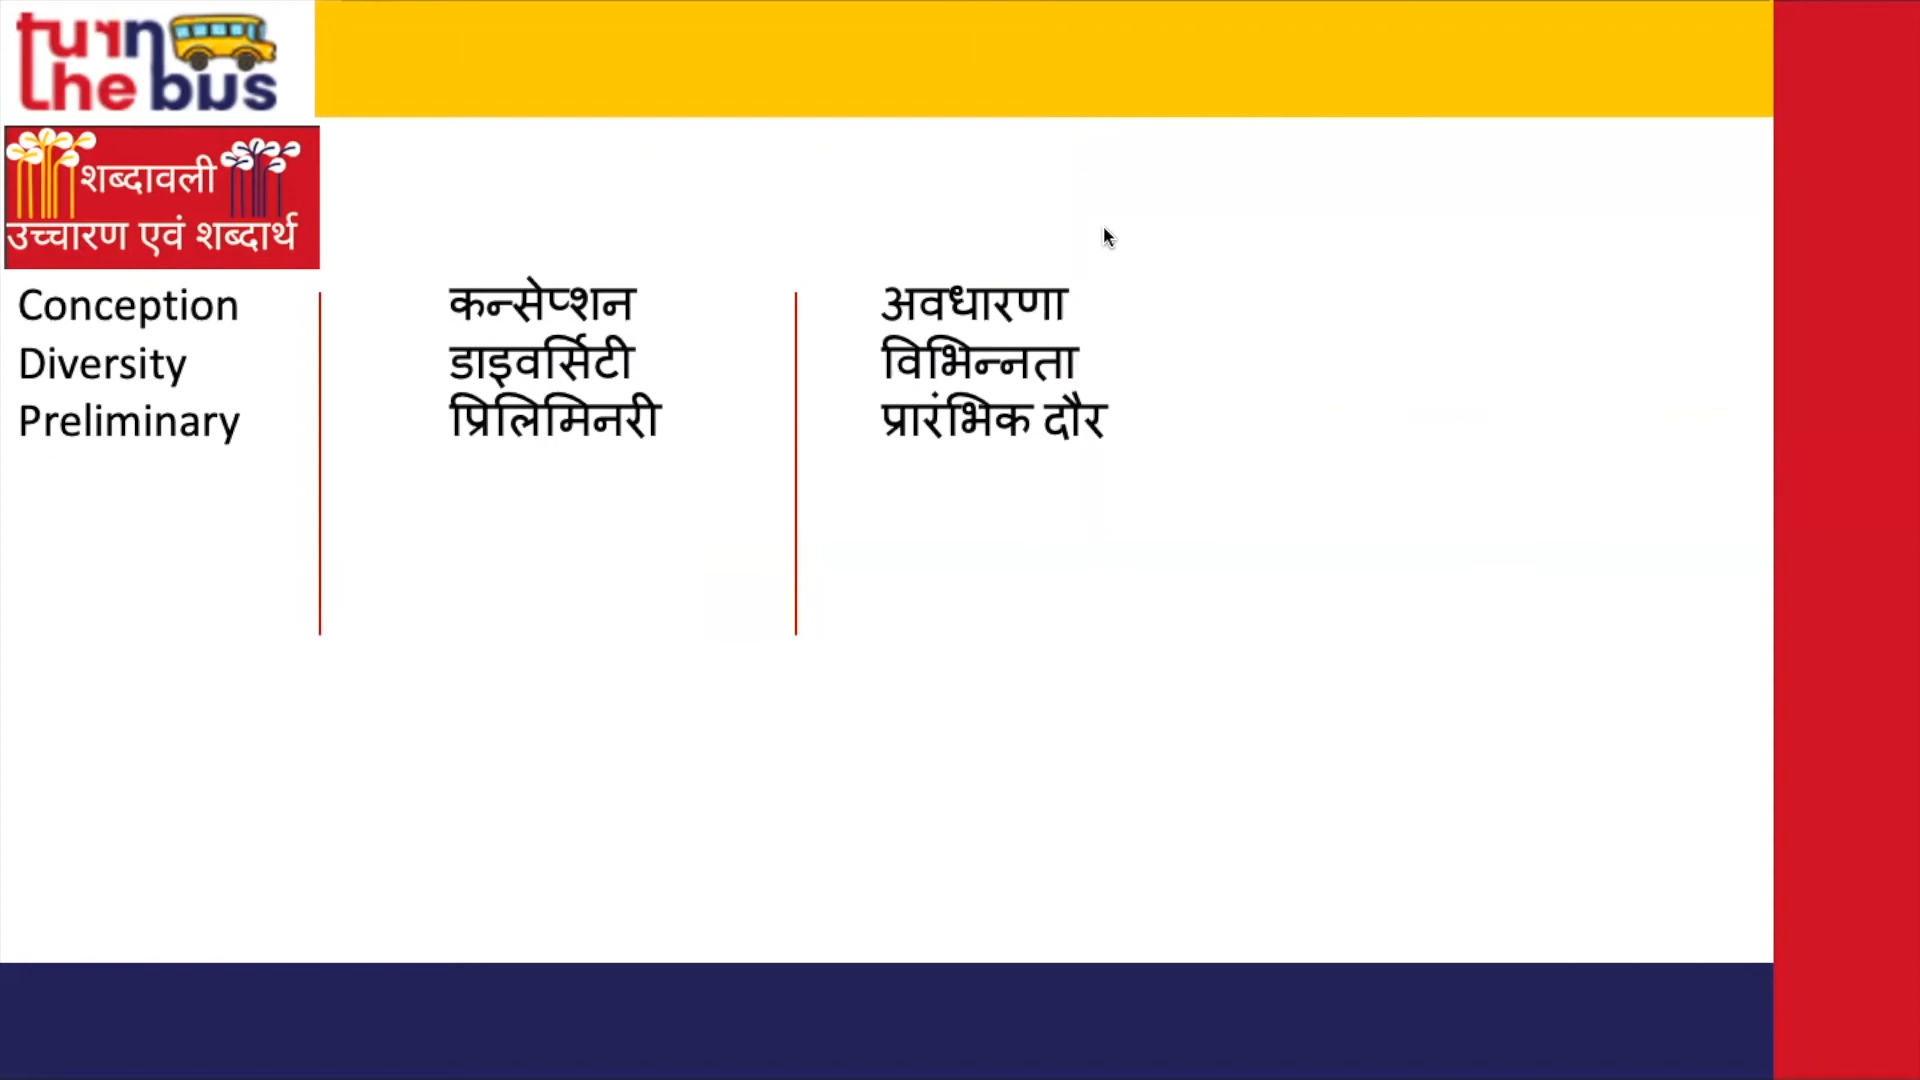 turn
the bus
शब्दावली
उच्चारण एवं शब्दार्थ
Conception कन्सेप्शन अवधारणा
Diversity डाइवर्सिटी विभिन्नता
Preliminary प्रिलिमिनरी प्रारंभिक दौर